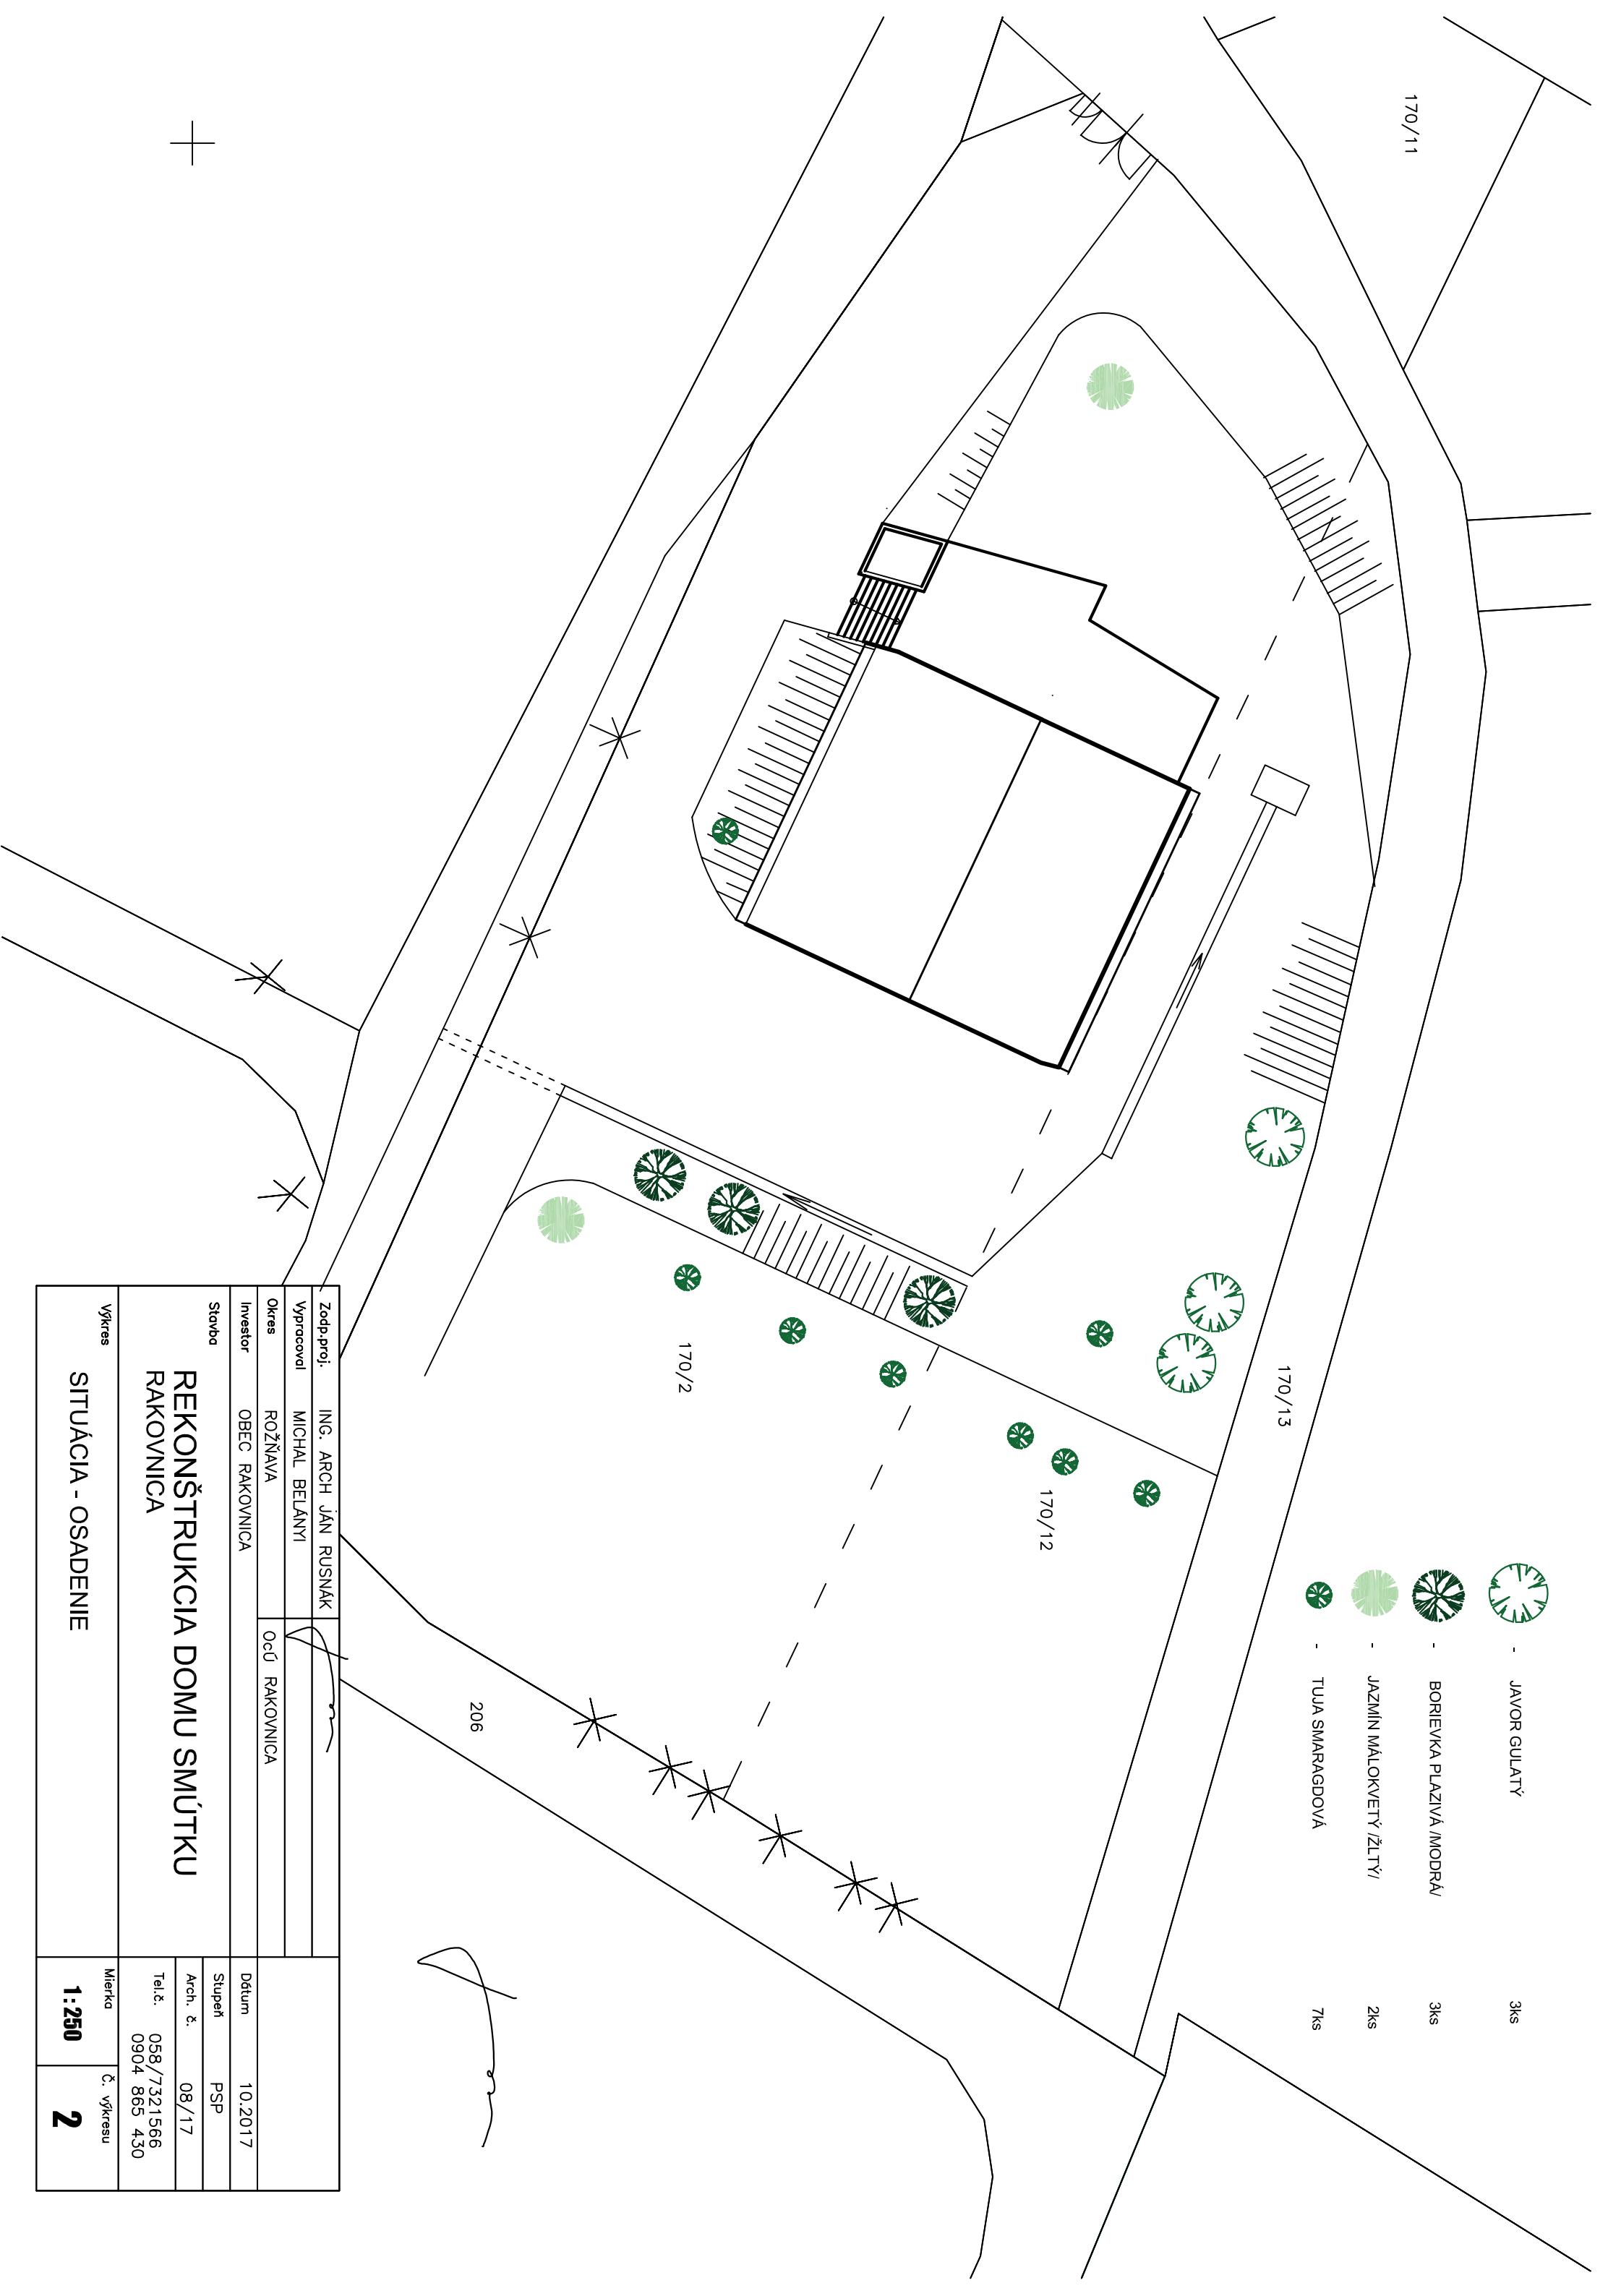 170/11
170/13
170/2
170/12
206
- JAVOR GULATÝ 3ks
- BORIEVKA PLAZIVÁ /MODRÁ/ 3ks
- JAZMÍN MÁLOKVETÝ /ŽLTÝ/ 2ks
- TUJA SMARAGDOVÁ 7ks
Zodp.proj. ING. ARCH JÁN RUSNÁK
Vypracoval MICHAL BELÁNYI
Okres ROŽŇAVA OcÚ RAKOVNICA
Investor OBEC RAKOVNICA
Dátum 10.2017
Stavba
REKONŠTRUKCIA DOMU SMÚTKU
RAKOVNICA
Stupeň PSP
Arch. č. 08/17
Tel.č. 058/7321566
0904 865 430
Výkres
SITUÁCIA - OSADENIE
Mierka
1:250
Č. výkresu
2